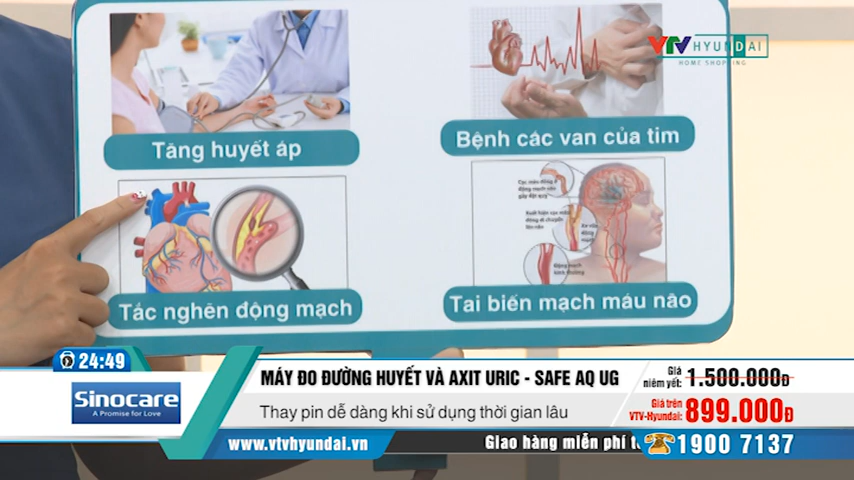 VTV HYUNDAI
HOME SHOPPING
Tăng huyết áp
Bệnh các van của tim
Tắc nghẽn động mạch
Tai biến mạch máu não
24:49
Sinocare
A Promise for Love
MÁY ĐO ĐƯỜNG HUYẾT VÀ AXIT URIC - SAFE AQ UG
Thay pin dễ dàng khi sử dụng thời gian lâu
Giá
niêm yết: 1.500.000Đ
Giá trên
VTV-Hyundai: 899.000Đ
www.vtvhyundai.vn
Giao hàng miễn phí
1900 7137